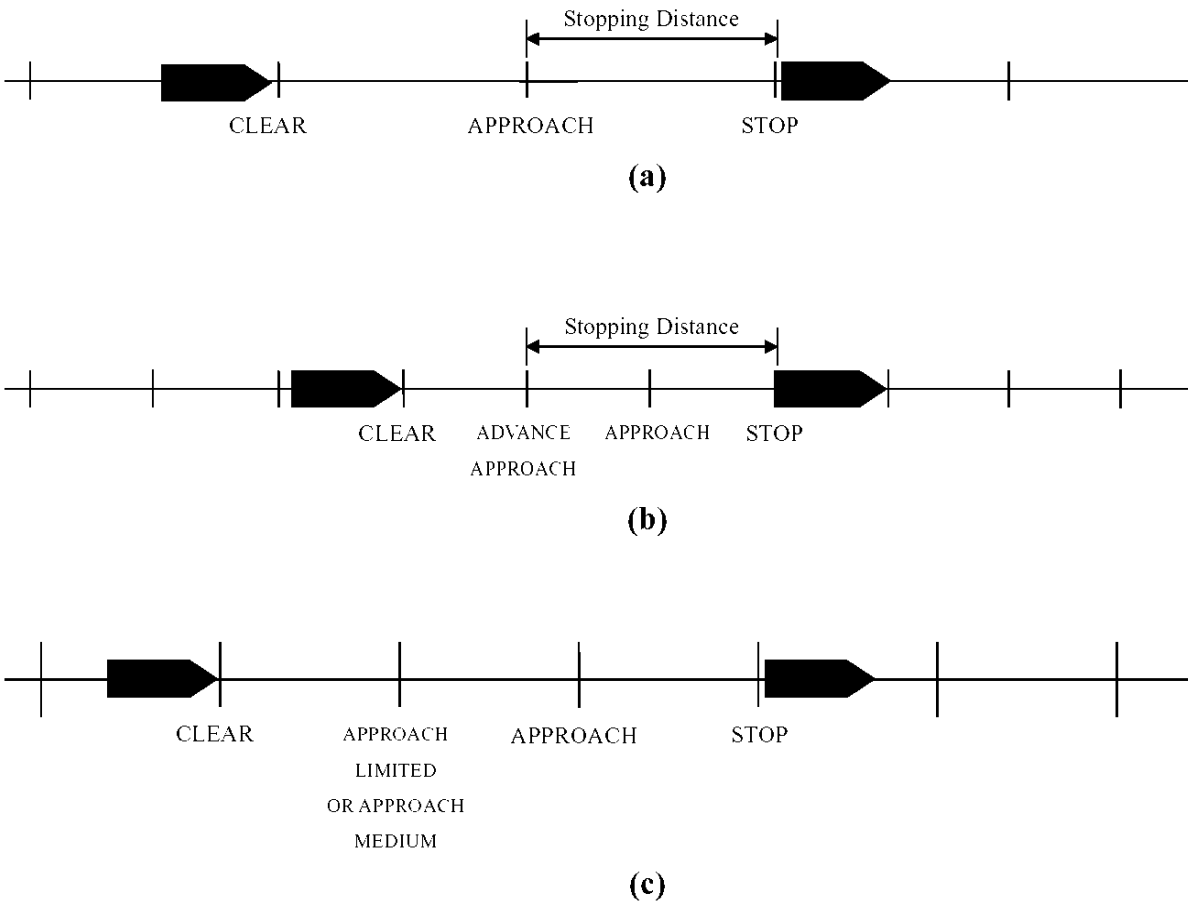 Stopping Distance
CLEAR APPROACH STOP
(a)
Stopping Distance
CLEAR ADVANCE APPROACH STOP
APPROACH
(b)
CLEAR APPROACH APPROACH STOP
LIMITED
OR APPROACH
MEDIUM
(c)